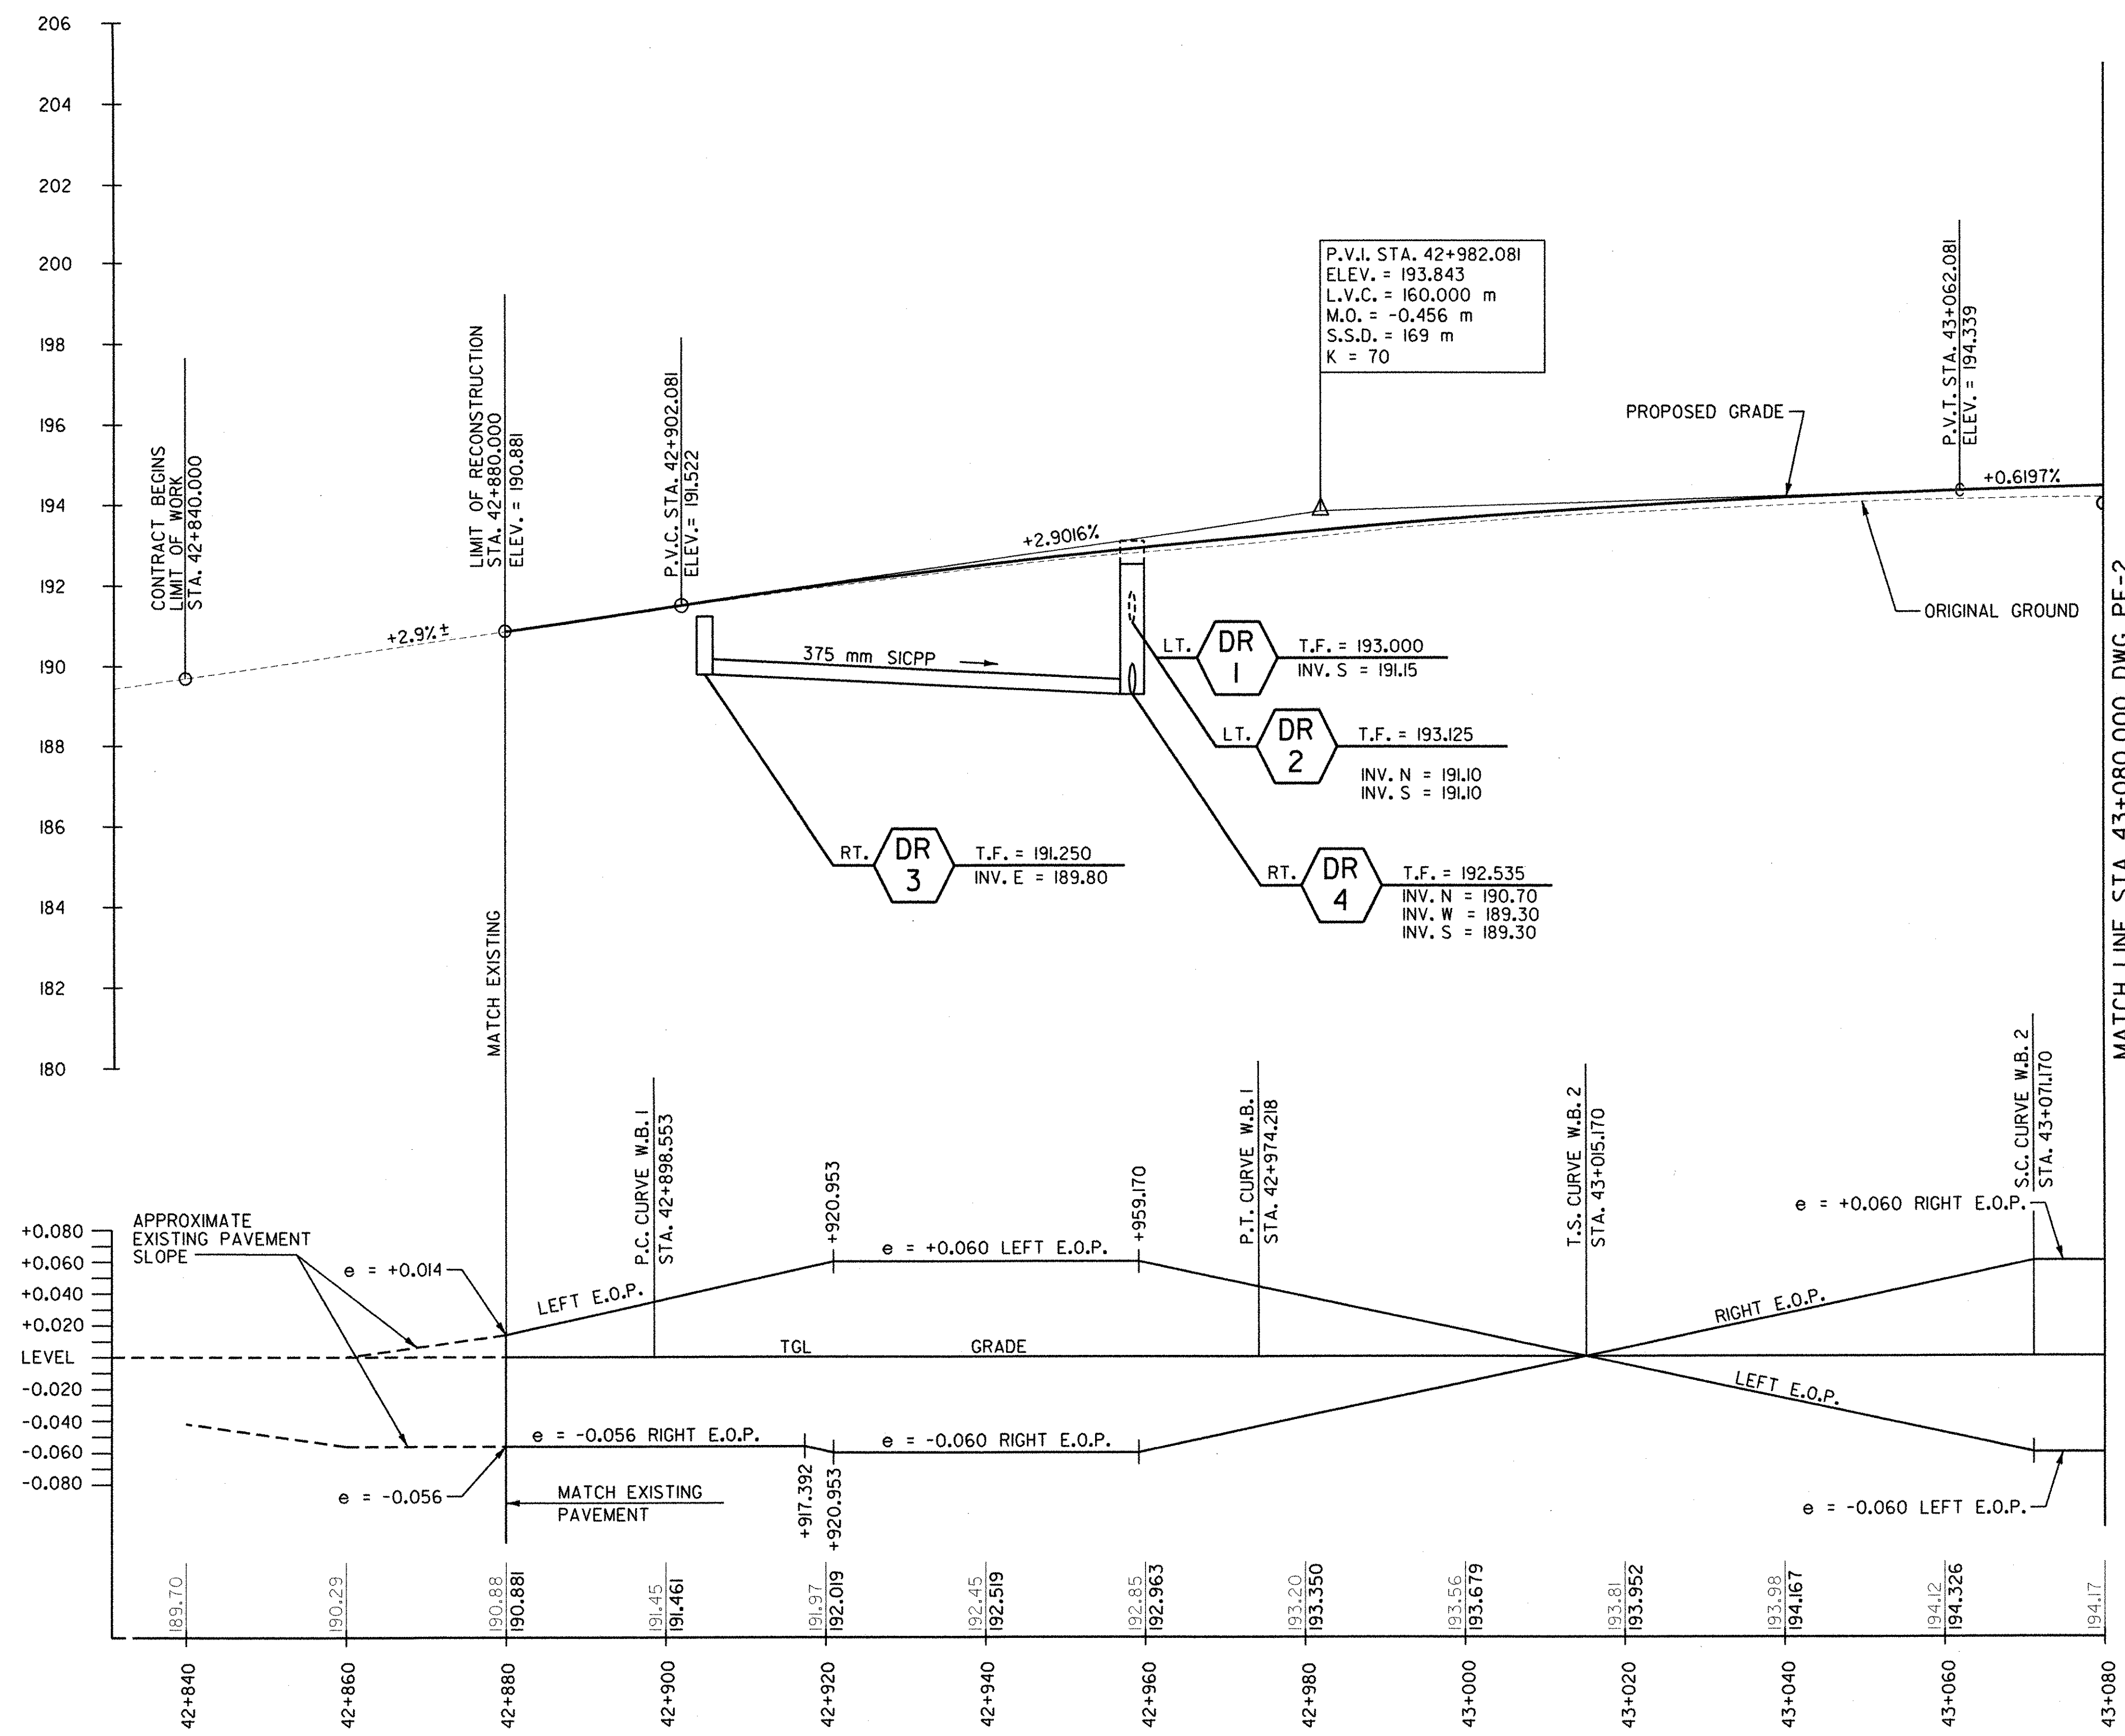 206
204
202
200
198
196
194
192
190
188
186
184
182
180
CONTRACT BEGINS
LIMIT OF WORK
STA. 42+840.000
+2.9%±
LIMIT OF RECONSTRUCTION
STA. 42+880.000
ELEV. = 190.881
MATCH EXISTING
P.V.C. STA. 42+902.081
ELEV.= 191.522
375 mm SICPP
+2.9016%
P.V.I. STA. 42+982.081
ELEV. = 193.843
L.V.C. = 160.000 m
M.O. = -0.456 m
S.S.D. = 169 m
K = 70
PROPOSED GRADE
P.V.T. STA. 43+062.081
ELEV. = 194.339
+0.6197%
ORIGINAL GROUND
LT.
DR
1
T.F. = 193.000
INV. S = 191.15
LT.
DR
2
T.F. = 193.125
INV. N = 191.10
INV. S = 191.10
RT.
DR
3
T.F. = 191.250
INV. E = 189.80
RT.
DR
4
T.F. = 192.535
INV. N = 190.70
INV. W = 189.30
INV. S = 189.30
MATCH LINE STA. 43+080.000 DWG PF-2
+0.080
+0.060
+0.040
+0.020
LEVEL
-0.020
-0.040
-0.060
-0.080
APPROXIMATE
EXISTING PAVEMENT
SLOPE
e = +0.014
LEFT E.O.P.
P.C. CURVE W.B. 1
STA. 42+898.553
+920.953
e = +0.060 LEFT E.O.P.
+959.170
P.T. CURVE W.B. 1
STA. 42+974.218
T.S. CURVE W.B. 2
STA. 43+015.170
S.C. CURVE W.B. 2
STA. 43+071.170
e = +0.060 RIGHT E.O.P.
RIGHT E.O.P.
TGL
GRADE
LEFT E.O.P.
e = -0.056 RIGHT E.O.P.
e = -0.060 RIGHT E.O.P.
e = -0.056
MATCH EXISTING
PAVEMENT
+917.392
+920.953
e = -0.060 LEFT E.O.P.
189.70
190.29
190.88
190.881
191.45
191.461
191.97
192.019
192.45
192.519
192.85
192.963
193.20
193.350
193.56
193.679
193.81
193.952
193.98
194.167
194.12
194.326
194.17
42+840
42+860
42+880
42+900
42+920
42+940
42+960
42+980
43+000
43+020
43+040
43+060
43+080